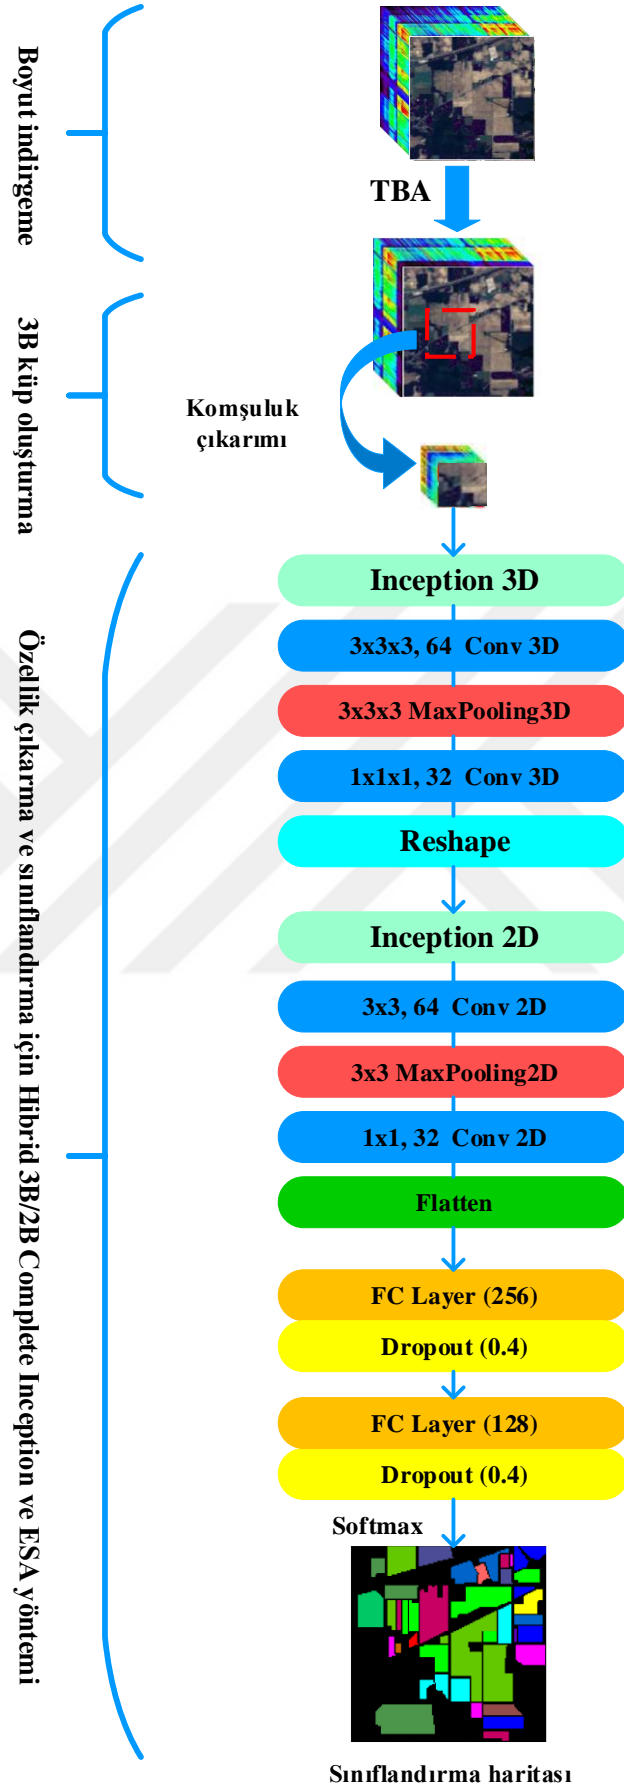 Boyut indirgeme
TBA
3B küp oluşturma
Komşuluk
çıkarımı
Özellik çıkarma ve sınıflandırma için Hibrid 3B/2B Complete Inception ve ESA yöntemi
Inception 3D
3x3x3, 64 Conv 3D
3x3x3 MaxPooling3D
1x1x1, 32 Conv 3D
Reshape
Inception 2D
3x3, 64 Conv 2D
3x3 MaxPooling2D
1x1, 32 Conv 2D
Flatten
FC Layer (256)
Dropout (0.4)
FC Layer (128)
Dropout (0.4)
Softmax
Sınıflandırma haritası